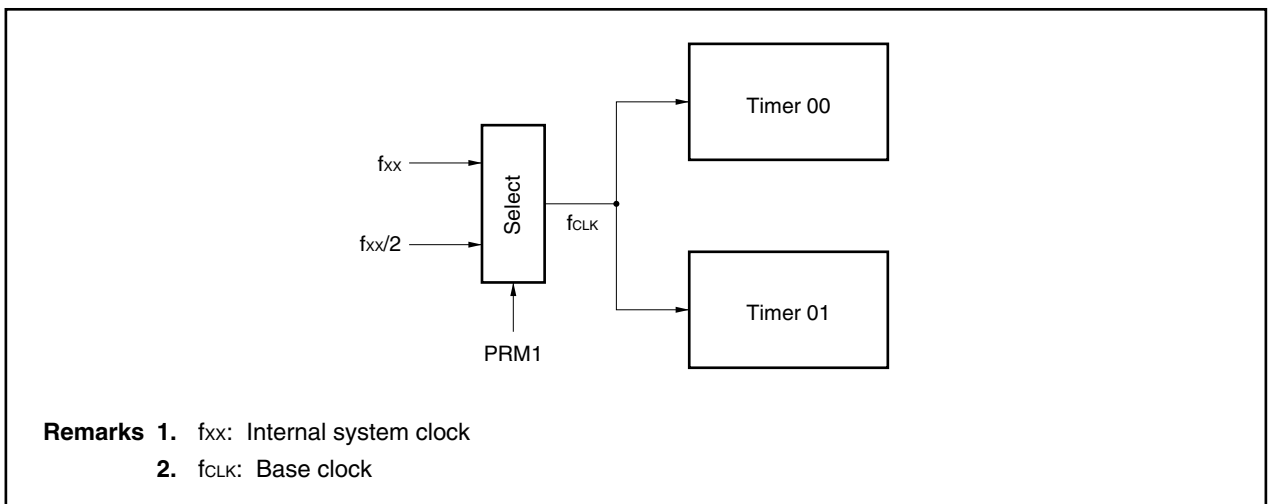 Timer 00
fxx
Select
fCLK
fxx/2
Timer 01
PRM1
Remarks 1. fxx: Internal system clock
2. fCLK: Base clock